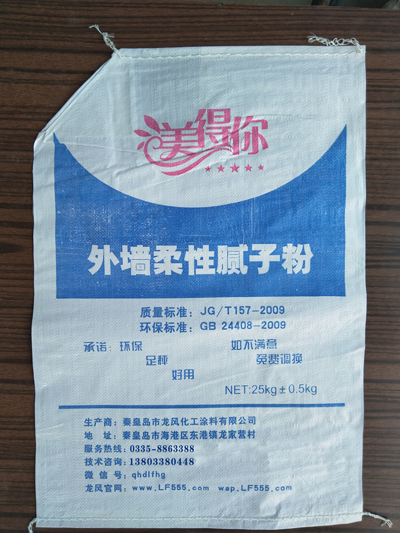 美得你
★★★★★
外墙柔性腻子粉
质量标准：JG/T157-2009
环保标准：GB 24408-2009
承诺：环保 如不满意
足秤 免费调换
好用
NET:25kg±0.5kg
生产商：秦皇岛市龙凤化工涂料有限公司
地 址：秦皇岛市海港区东港镇龙家营村
服务热线：0335-8863388
技术咨询：13803380448
微 信 号：qhdlfhg
龙凤官网：www.LF555.com wap.LF555.com